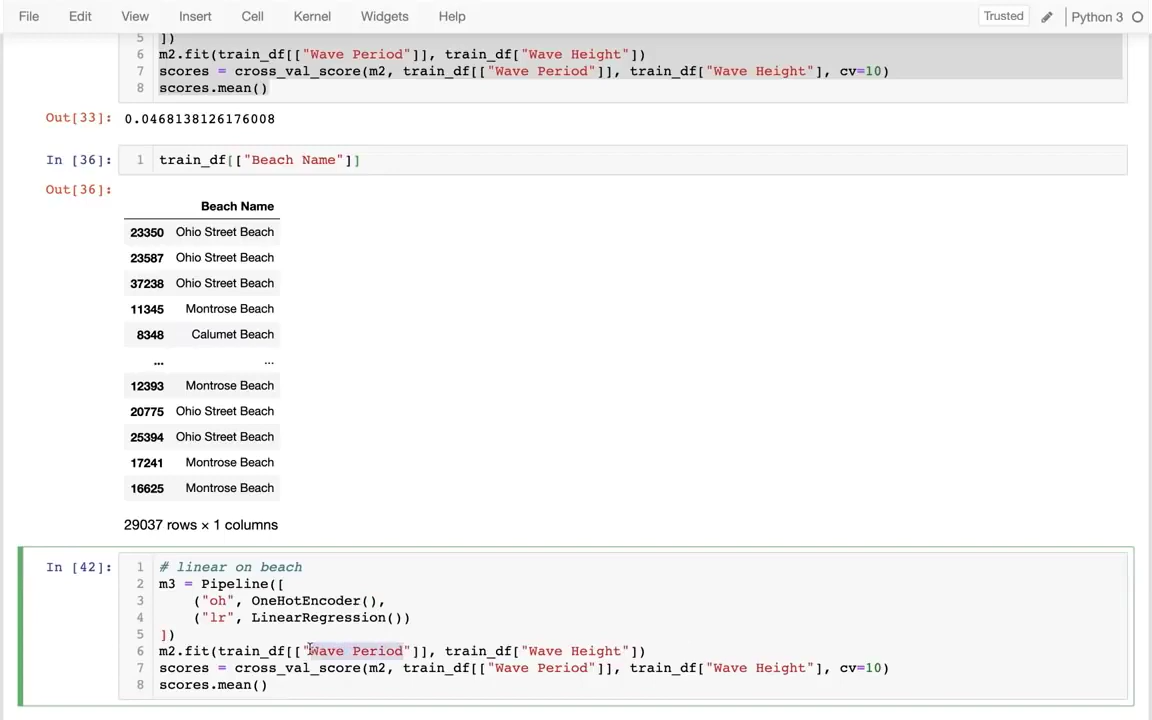 File Edit View Insert Cell Kernel Widgets Help Trusted Python 3
5 ])
6 m2.fit(train_df[["Wave Period"]], train_df["Wave Height"])
7 scores = cross_val_score(m2, train_df[["Wave Period"]], train_df["Wave Height"], cv=10)
8 scores.mean()
Out[33]: 0.0468138126176008
In [36]: 1 train_df[["Beach Name"]]
Out[36]:
Beach Name
23350 Ohio Street Beach
23587 Ohio Street Beach
37238 Ohio Street Beach
11345 Montrose Beach
8348 Calumet Beach
... ...
12393 Montrose Beach
20775 Ohio Street Beach
25394 Ohio Street Beach
17241 Montrose Beach
16625 Montrose Beach
29037 rows × 1 columns
In [42]: 1 # linear on beach
2 m3 = Pipeline([
3 ("oh", OneHotEncoder(),
4 ("lr", LinearRegression())
5 ])
6 m2.fit(train_df[["Wave Period"]], train_df["Wave Height"])
7 scores = cross_val_score(m2, train_df[["Wave Period"]], train_df["Wave Height"], cv=10)
8 scores.mean()